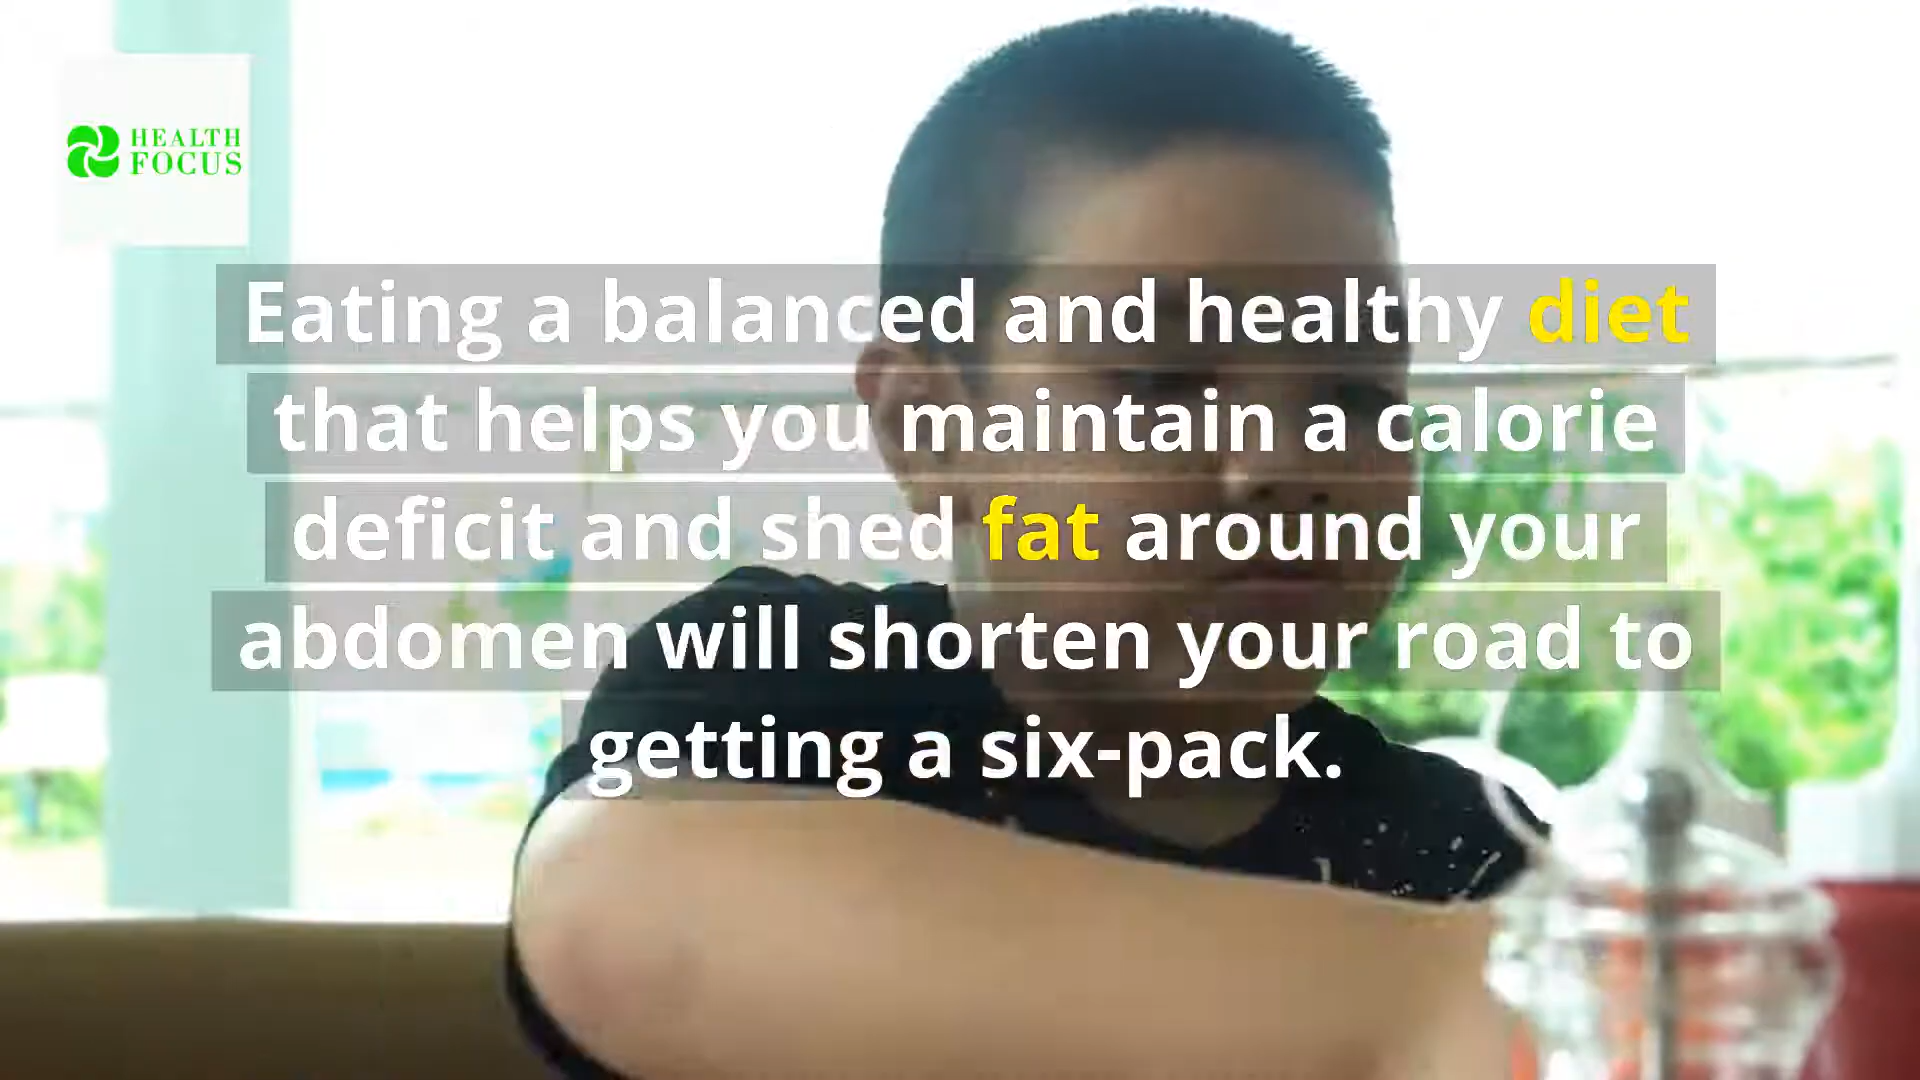 HEALTH
FOCUS
Eating a balanced and healthy diet
that helps you maintain a calorie
deficit and shed fat around your
abdomen will shorten your road to
getting a six-pack.